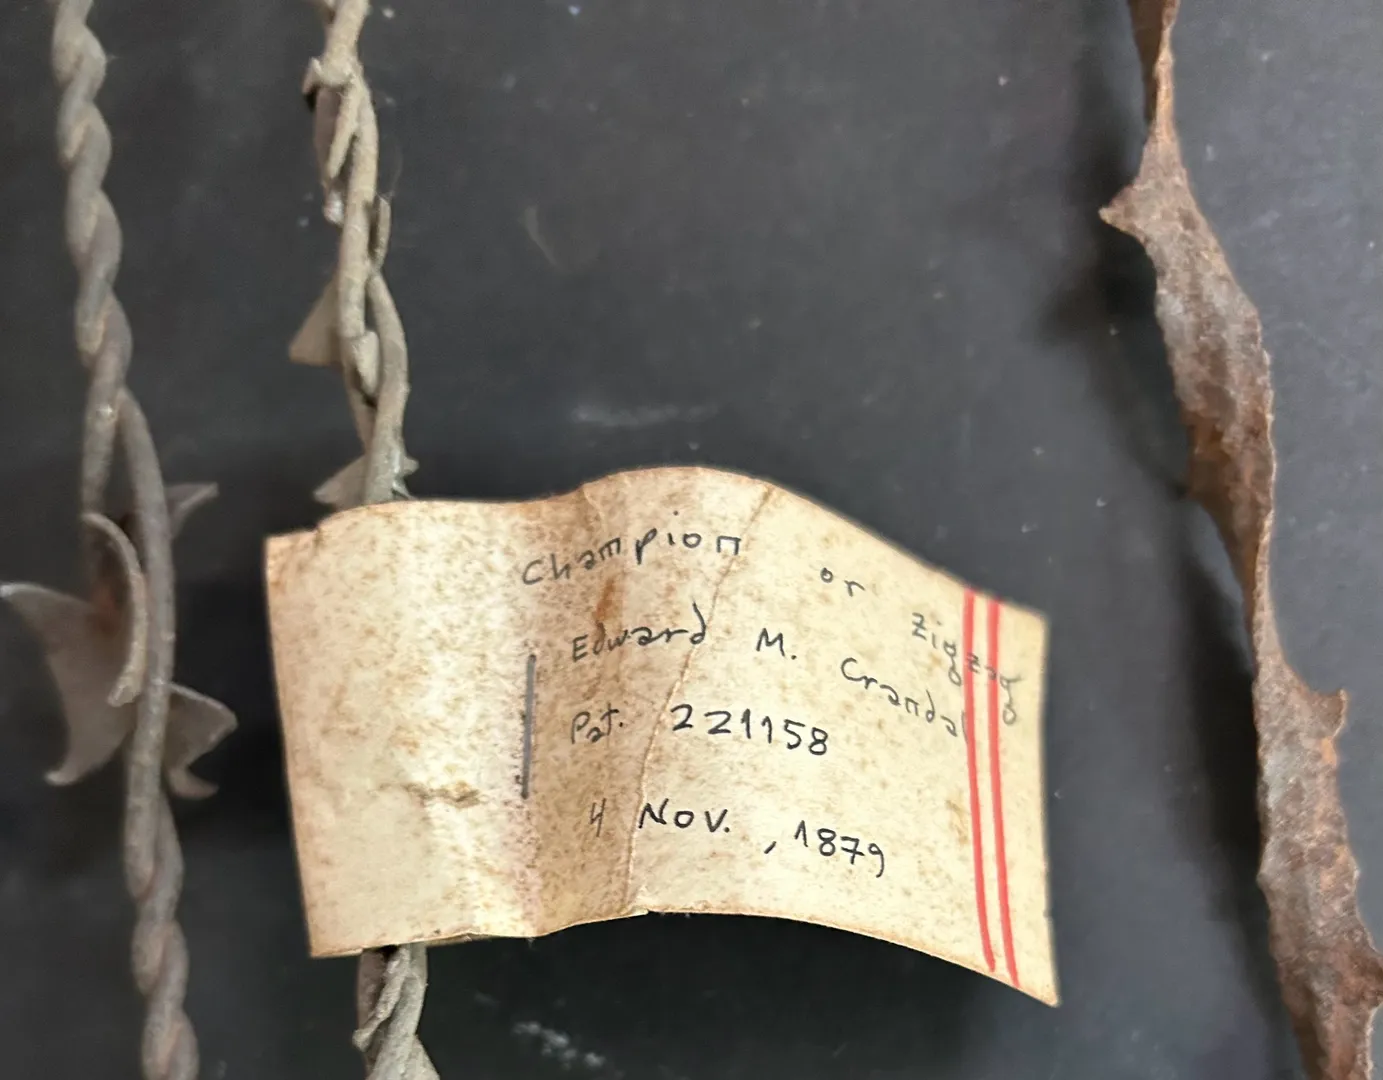 Champion or Zigzag
Edward M. Crandal
Pat. 221158
4 Nov., 1879